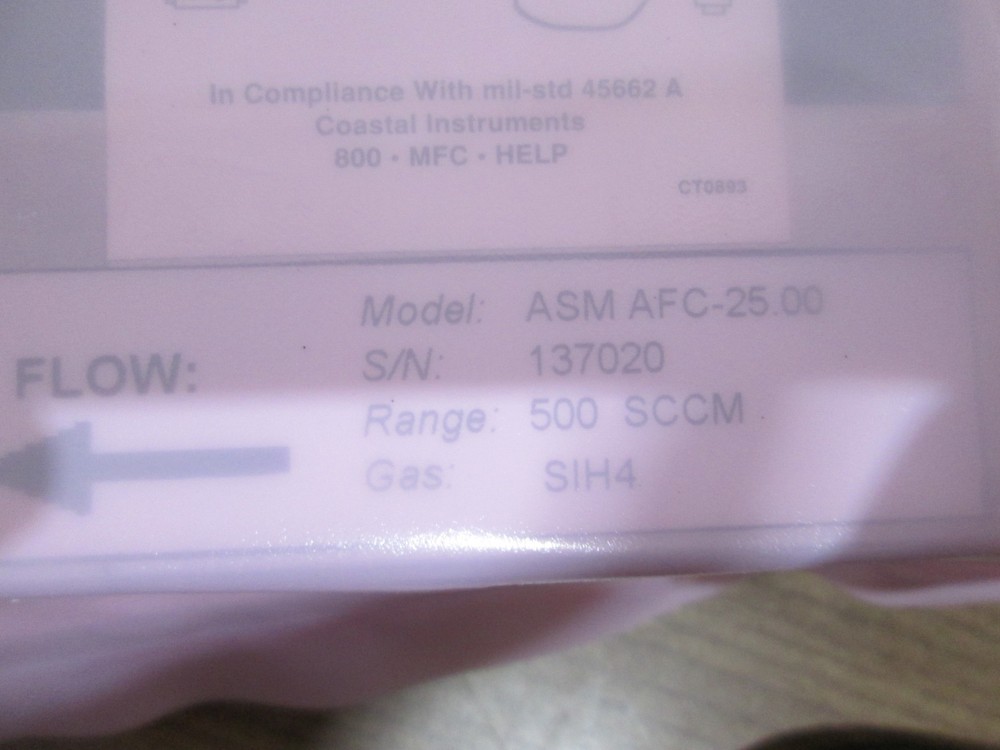 In Compliance With mil-std 45662 A
Coastal Instruments
800 · MFC · HELP
CT0893
FLOW:
Model: ASM AFC-25.00
S/N: 137020
Range: 500 SCCM
Gas: SIH4